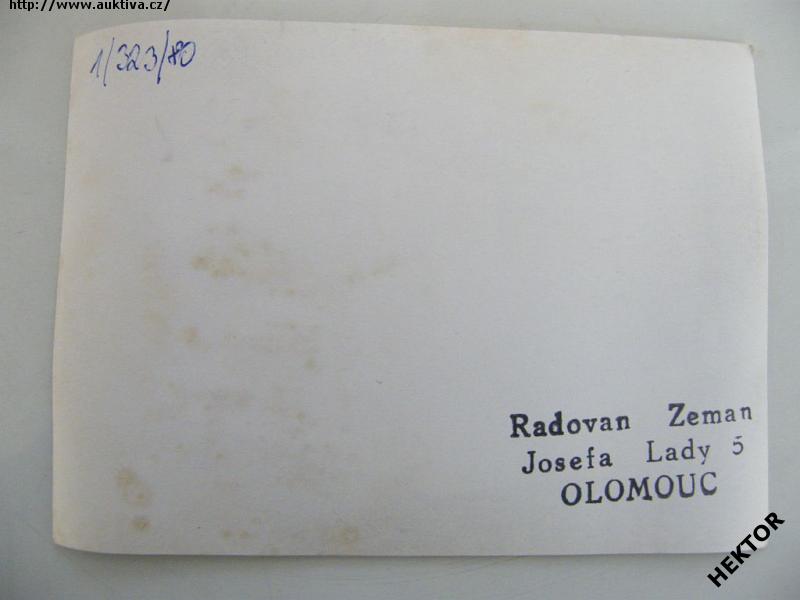 http://www.auktiva.cz/
1/323/80
Radovan Zeman
Josefa Lady 5
OLOMOUC
HEKTOR